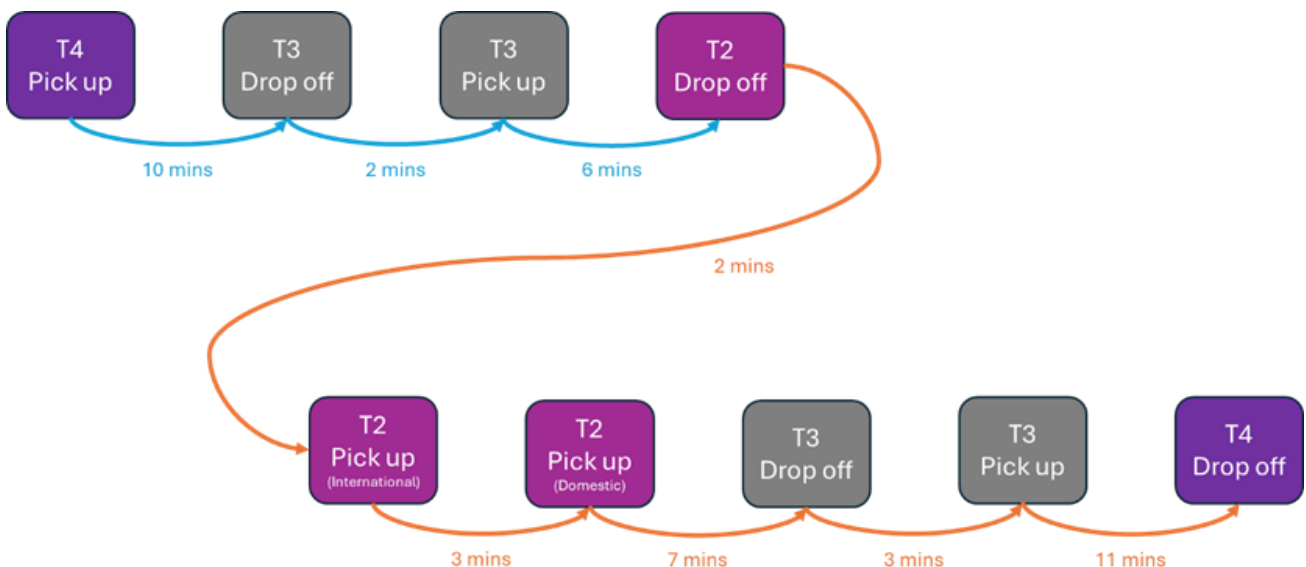 T4
Pick up
T3
Drop off
T3
Pick up
T2
Drop off
10 mins
2 mins
6 mins
2 mins
T2
Pick up
(International)
T2
Pick up
(Domestic)
T3
Drop off
T3
Pick up
T4
Drop off
3 mins
7 mins
3 mins
11 mins